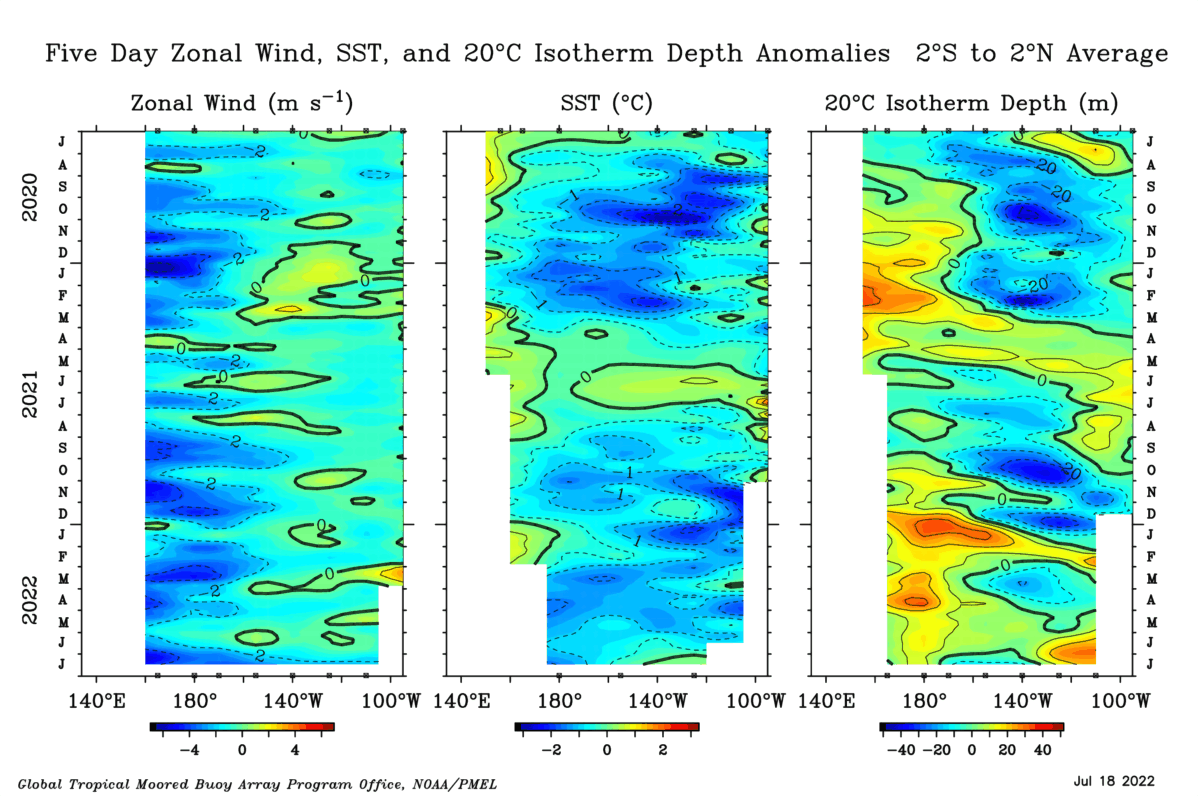 Five Day Zonal Wind, SST, and 20°C Isotherm Depth Anomalies 2°S to 2°N Average
Zonal Wind (m s⁻¹) SST (°C) 20°C Isotherm Depth (m)
J J
A A
S S
2020
O O
N N
D D
J J
F F
M M
A A
M M
J J
2021
J J
A A
S S
O O
N N
D D
J J
F F
M M
2022
A A
M M
J J
J J
140°E 180° 140°W 100°W 140°E 180° 140°W 100°W 140°E 180° 140°W 100°W
−4 0 4 −2 0 2 −40 −20 0 20 40
Global Tropical Moored Buoy Array Program Office, NOAA/PMEL
Jul 18 2022